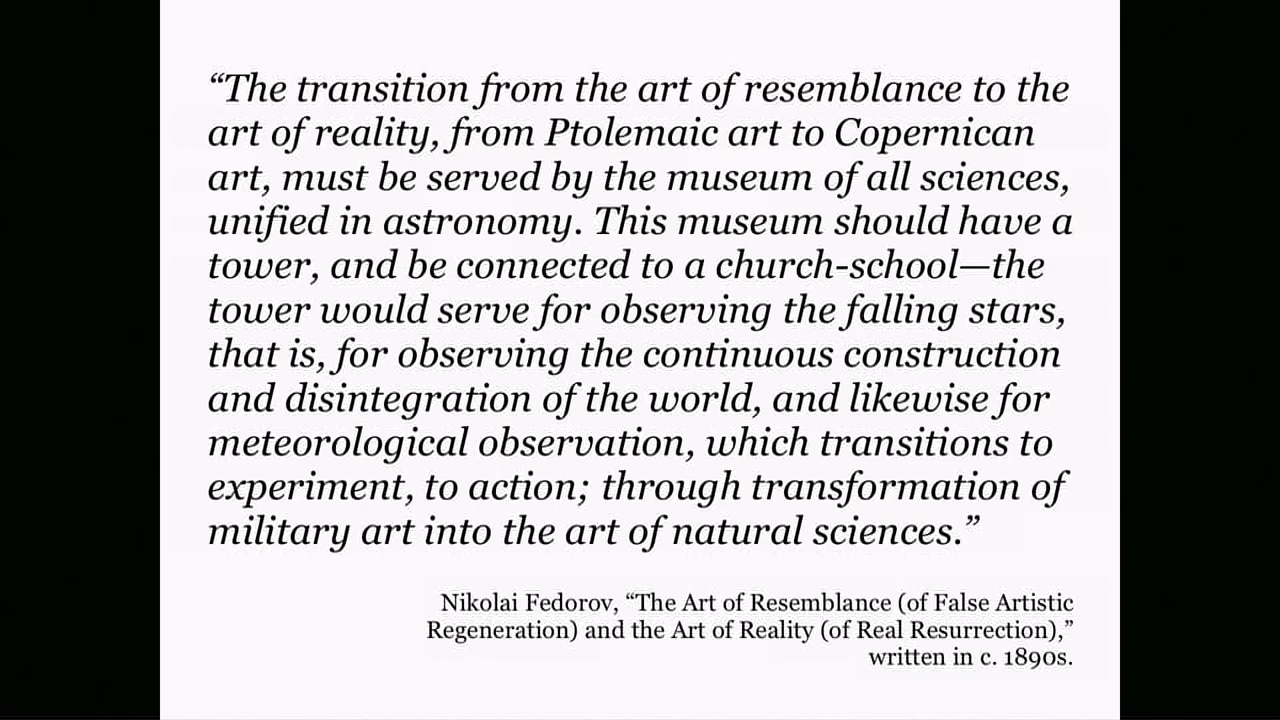 “The transition from the art of resemblance to the
art of reality, from Ptolemaic art to Copernican
art, must be served by the museum of all sciences,
unified in astronomy. This museum should have a
tower, and be connected to a church-school—the
tower would serve for observing the falling stars,
that is, for observing the continuous construction
and disintegration of the world, and likewise for
meteorological observation, which transitions to
experiment, to action; through transformation of
military art into the art of natural sciences.”
Nikolai Fedorov, “The Art of Resemblance (of False Artistic
Regeneration) and the Art of Reality (of Real Resurrection),”
written in c. 1890s.